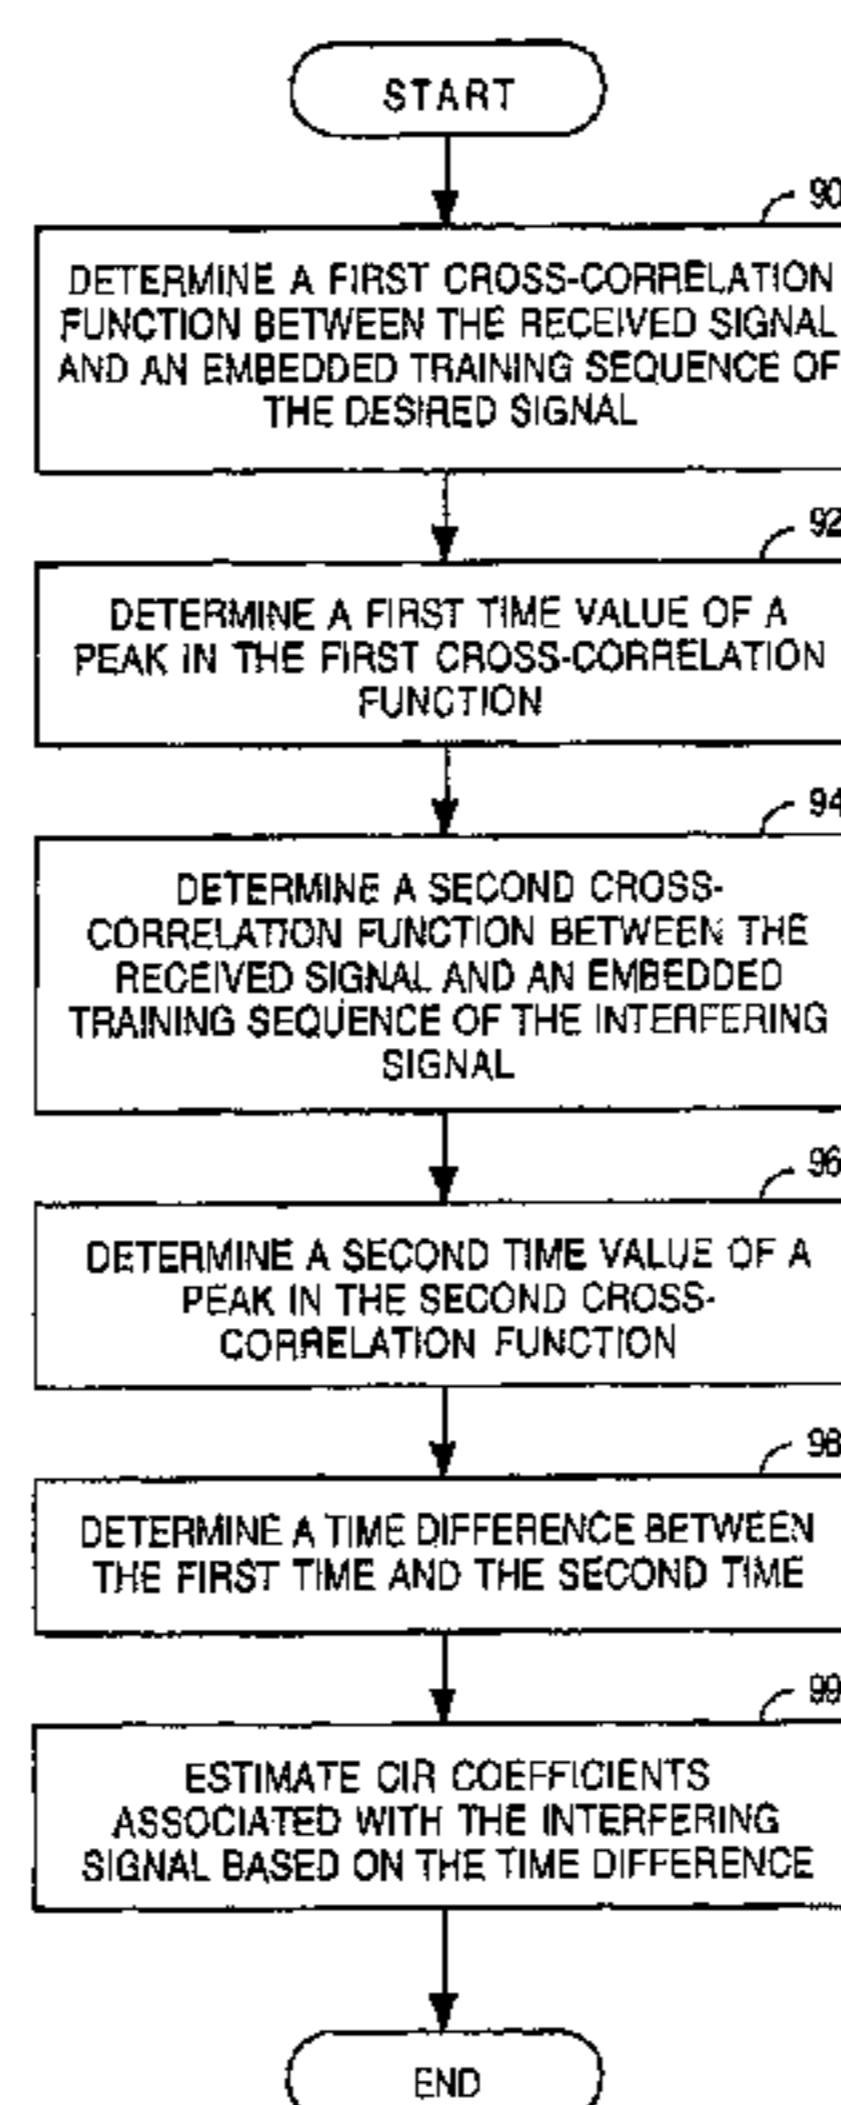 START
90
DETERMINE A FIRST CROSS-CORRELATION
FUNCTION BETWEEN THE RECEIVED SIGNAL
AND AN EMBEDDED TRAINING SEQUENCE OF
THE DESIRED SIGNAL
92
DETERMINE A FIRST TIME VALUE OF A
PEAK IN THE FIRST CROSS-CORRELATION
FUNCTION
94
DETERMINE A SECOND CROSS-
CORRELATION FUNCTION BETWEEN THE
RECEIVED SIGNAL AND AN EMBEDDED
TRAINING SEQUENCE OF THE INTERFERING
SIGNAL
96
DETERMINE A SECOND TIME VALUE OF A
PEAK IN THE SECOND CROSS-
CORRELATION FUNCTION
98
DETERMINE A TIME DIFFERENCE BETWEEN
THE FIRST TIME AND THE SECOND TIME
99
ESTIMATE CIR COEFFICIENTS
ASSOCIATED WITH THE INTERFERING
SIGNAL BASED ON THE TIME DIFFERENCE
END